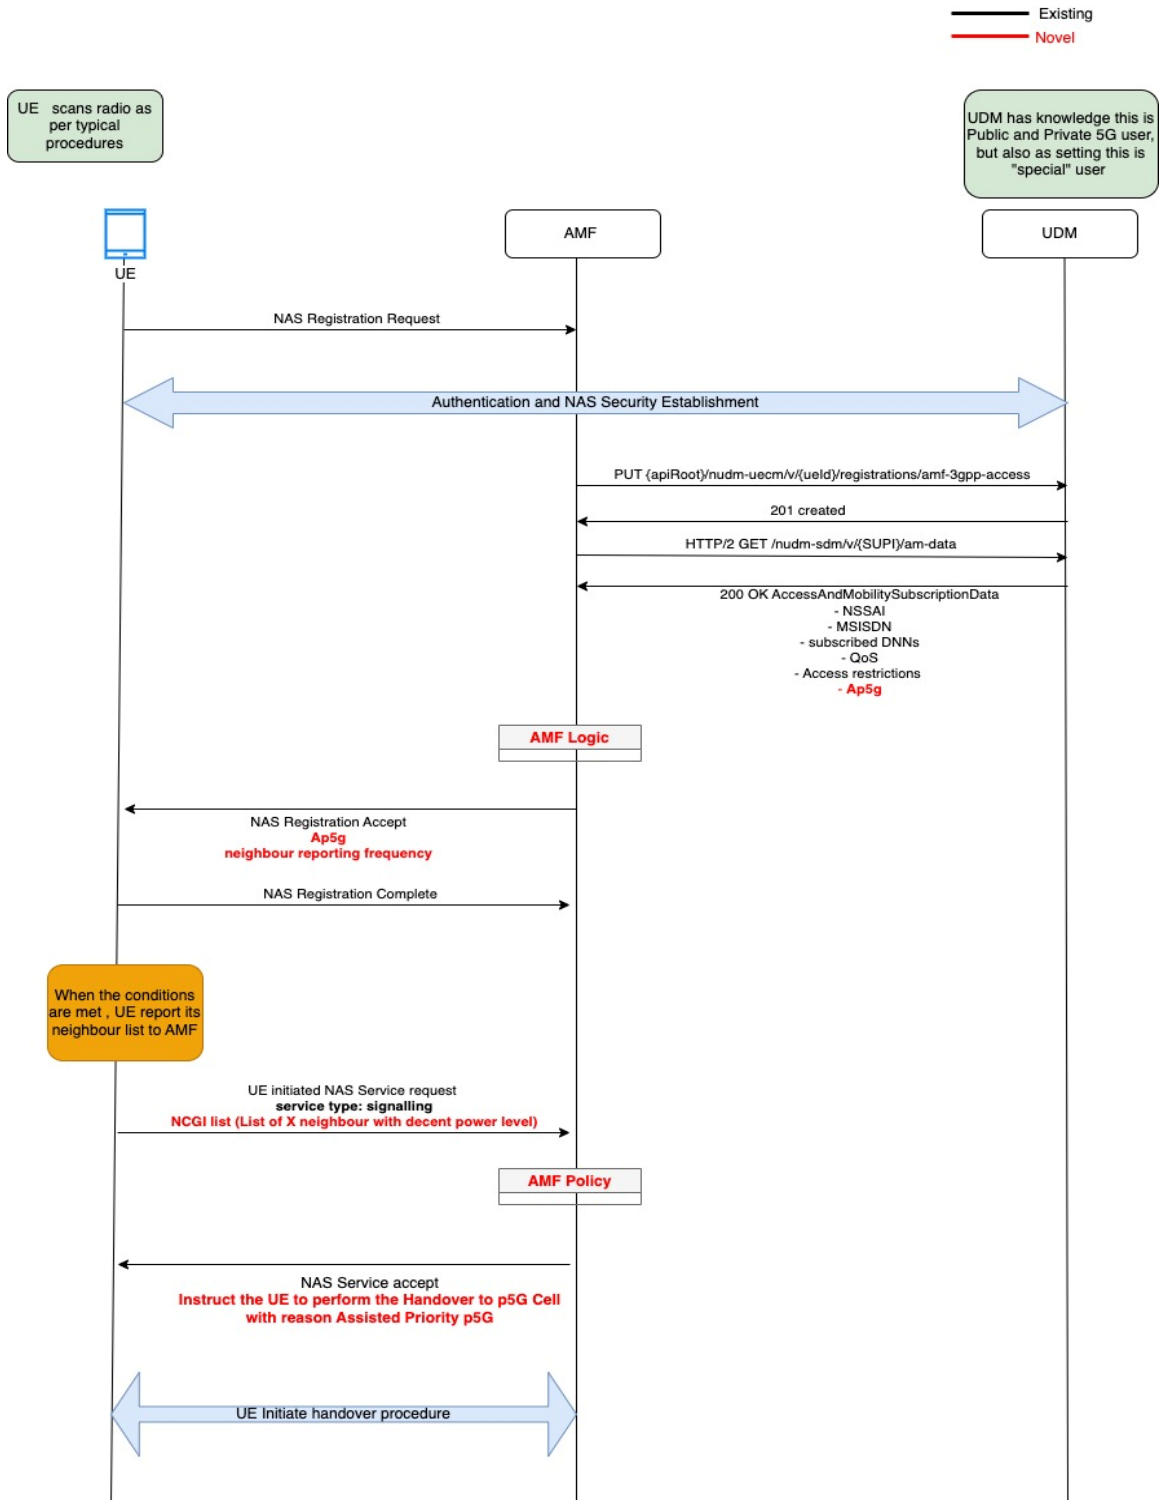 Existing
Novel
UE scans radio as
per typical
procedures
UDM has knowledge this is
Public and Private 5G user,
but also as setting this is
"special" user
AMF
UDM
UE
NAS Registration Request
Authentication and NAS Security Establishment
PUT {apiRoot}/nudm-uecm/v/{ueId}/registrations/amf-3gpp-access
201 created
HTTP/2 GET /nudm-sdm/v/{SUPI}/am-data
200 OK AccessAndMobilitySubscriptionData
- NSSAI
- MSISDN
- subscribed DNNs
- QoS
- Access restrictions
- Ap5g
AMF Logic
NAS Registration Accept
Ap5g
neighbour reporting frequency
NAS Registration Complete
When the conditions
are met , UE report its
neighbour list to AMF
UE initiated NAS Service request
service type: signalling
NCGI list (List of X neighbour with decent power level)
AMF Policy
NAS Service accept
Instruct the UE to perform the Handover to p5G Cell
with reason Assisted Priority p5G
UE Initiate handover procedure